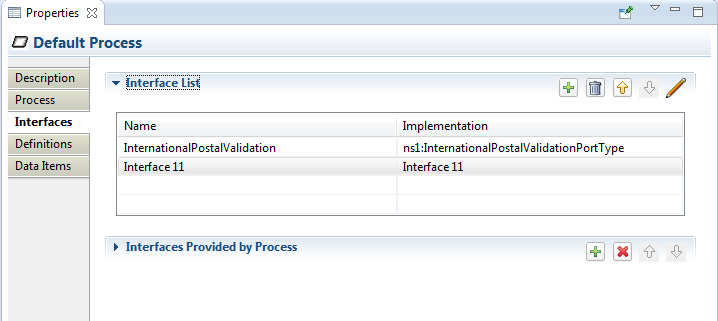 Properties
Default Process
Description
Process
Interfaces
Definitions
Data Items
Interface List
Name Implementation
InternationalPostalValidation ns1:InternationalPostalValidationPortType
Interface 11 Interface 11
Interfaces Provided by Process